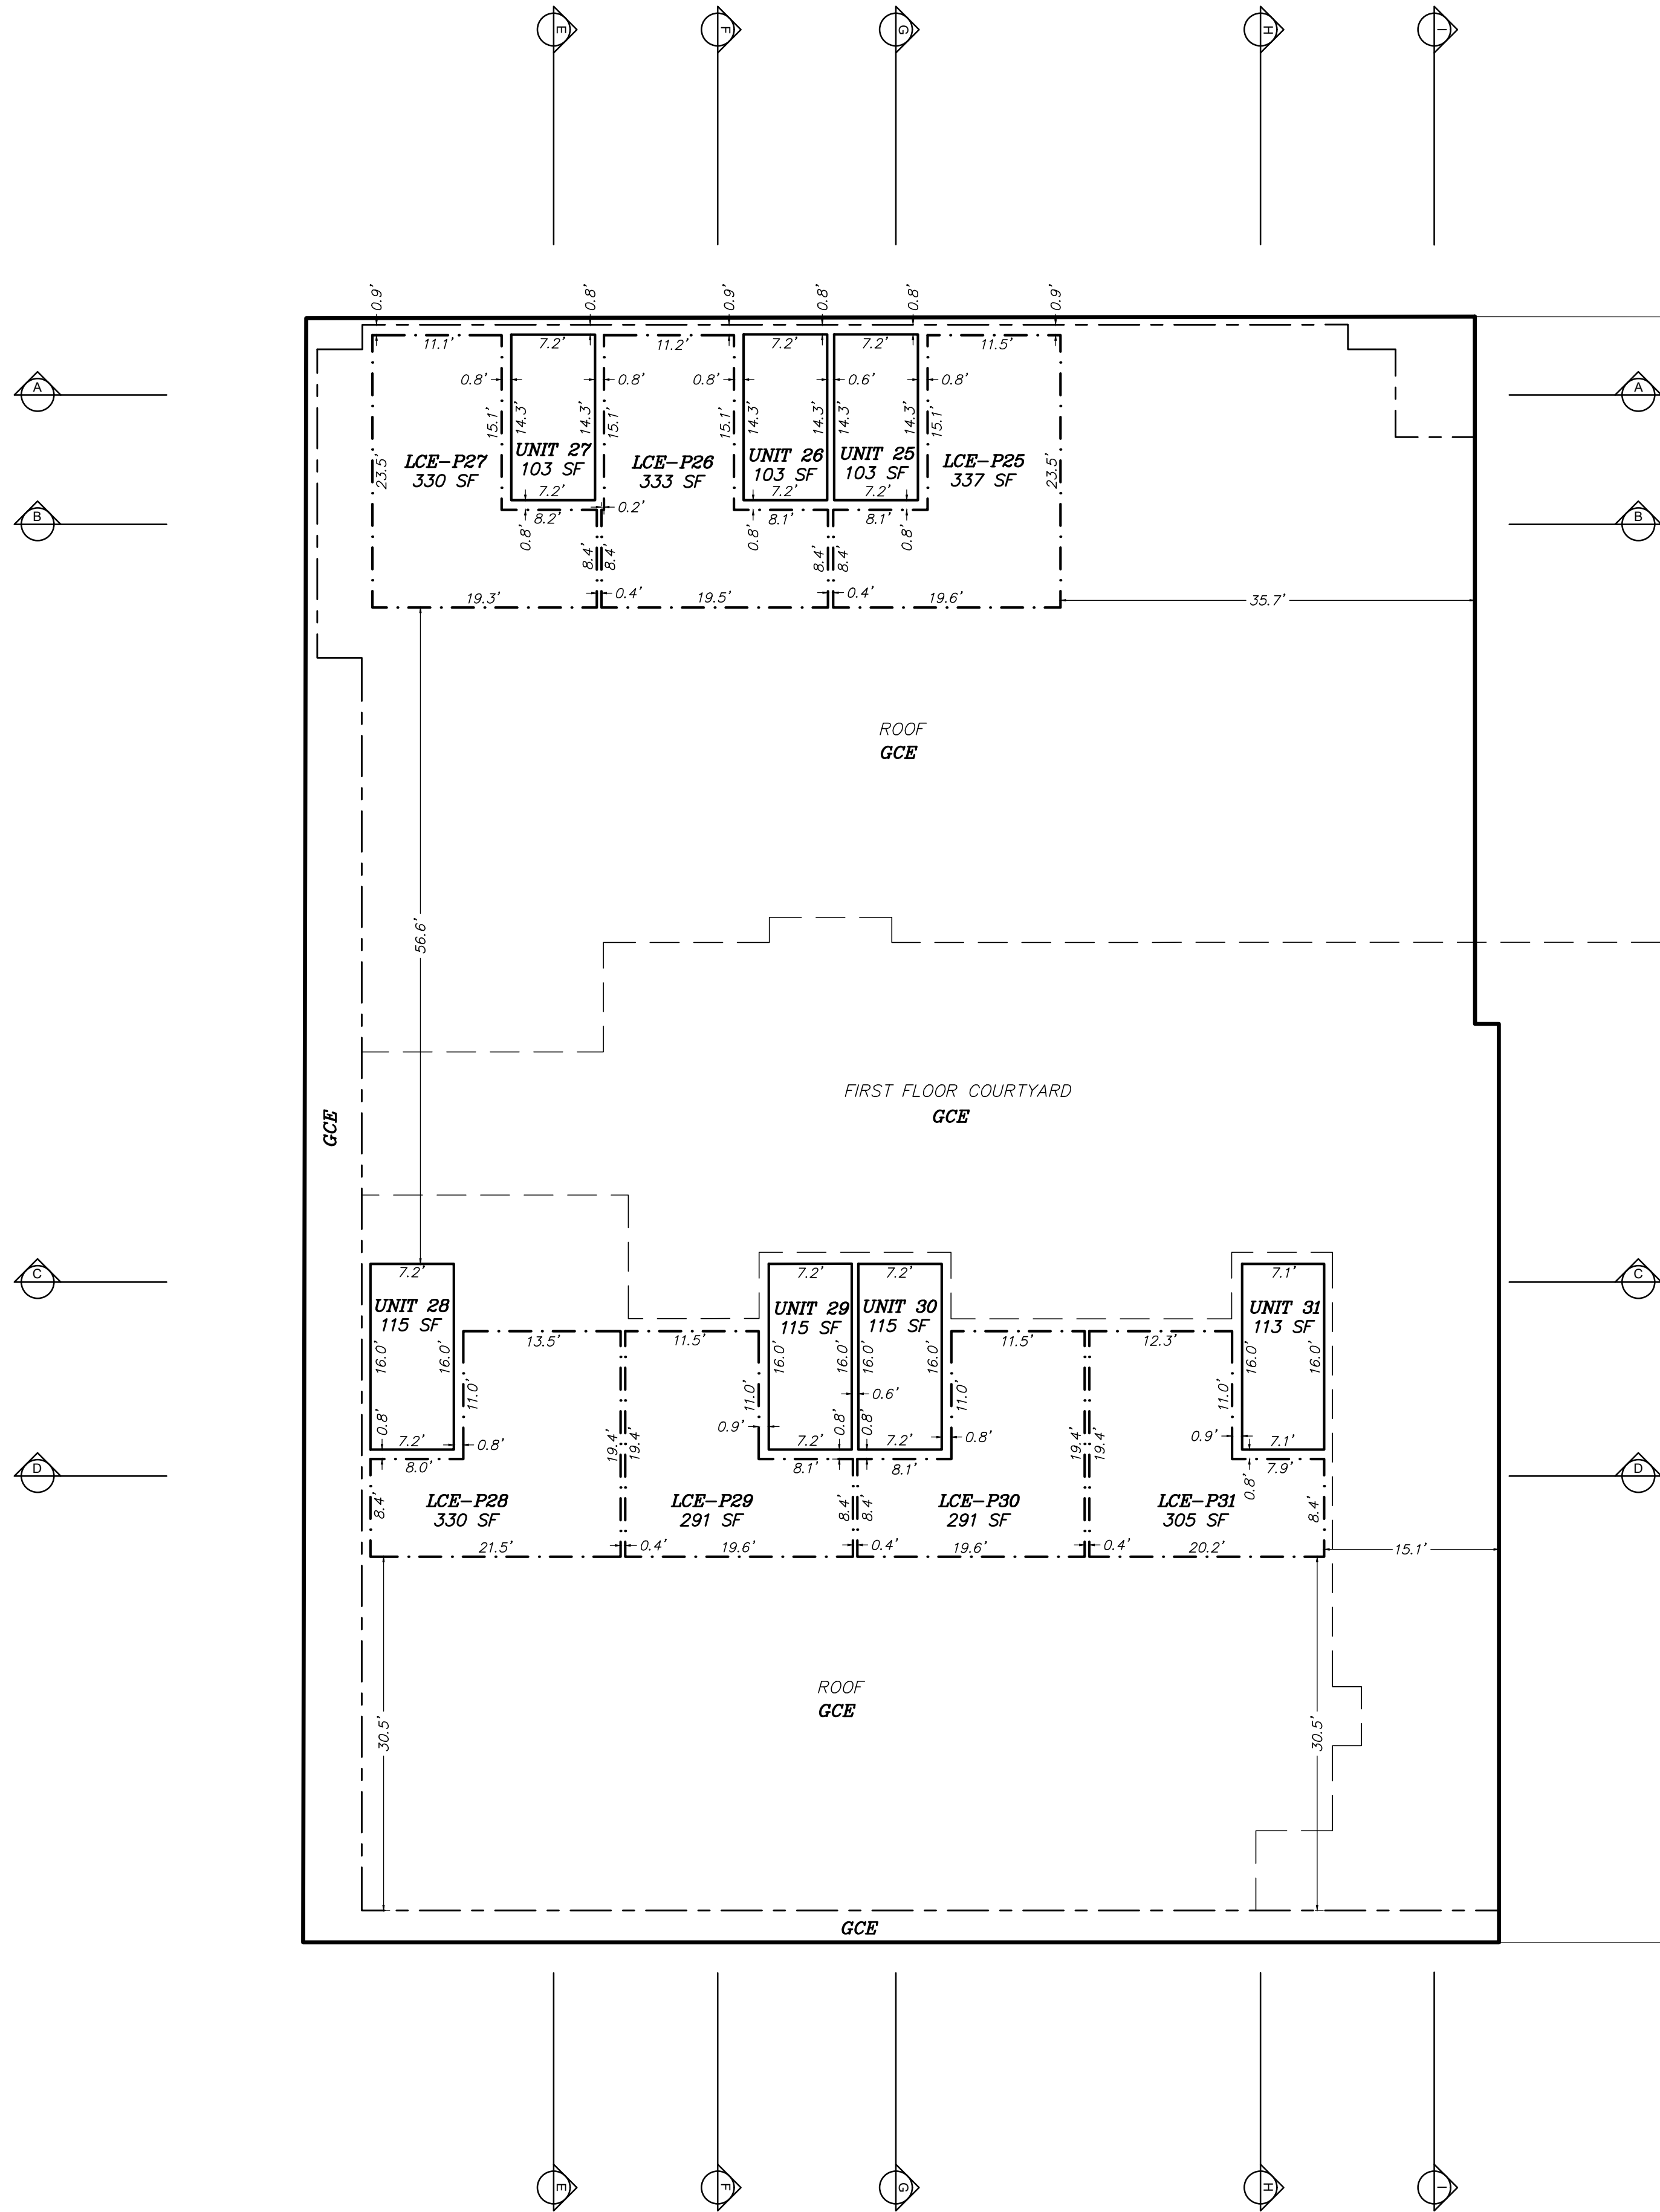 E
F
G
H
I
0.9'
0.8'
0.9'
0.8'
0.8'
0.9'
11.1'
7.2'
11.2'
7.2'
7.2'
11.5'
A
0.8'
0.8'
0.8'
0.6'
0.8'
A
15.1'
14.3'
14.3'
15.1'
15.1'
14.3'
14.3'
14.3'
14.3'
15.1'
23.5'
LCE-P27
330 SF
UNIT 27
103 SF
LCE-P26
333 SF
UNIT 26
103 SF
UNIT 25
103 SF
LCE-P25
337 SF
23.5'
7.2'
7.2'
7.2'
B
8.2'
0.2'
8.1'
8.1'
B
0.8'
8.4'
8.4'
0.8'
8.4'
8.4'
0.8'
19.3'
0.4'
19.5'
0.4'
19.6'
35.7'
ROOF
GCE
56.6'
FIRST FLOOR COURTYARD
GCE
GCE
C
7.2'
7.2'
7.2'
7.1'
C
UNIT 28
115 SF
UNIT 29
115 SF
UNIT 30
115 SF
UNIT 31
113 SF
13.5'
11.5'
11.5'
12.3'
16.0'
16.0'
11.0'
11.0'
16.0'
16.0'
16.0'
16.0'
11.0'
11.0'
16.0'
16.0'
0.6'
0.8'
0.9'
0.8'
0.8'
0.9'
7.2'
0.8'
19.4'
19.4'
7.2'
7.2'
0.8'
19.4'
19.4'
7.1'
D
8.0'
8.1'
8.1'
7.9'
0.8'
D
8.4'
LCE-P28
330 SF
LCE-P29
291 SF
8.4'
8.4'
LCE-P30
291 SF
LCE-P31
305 SF
8.4'
21.5'
0.4'
19.6'
0.4'
19.6'
0.4'
20.2'
15.1'
ROOF
GCE
30.5'
30.5'
GCE
E
F
G
H
I